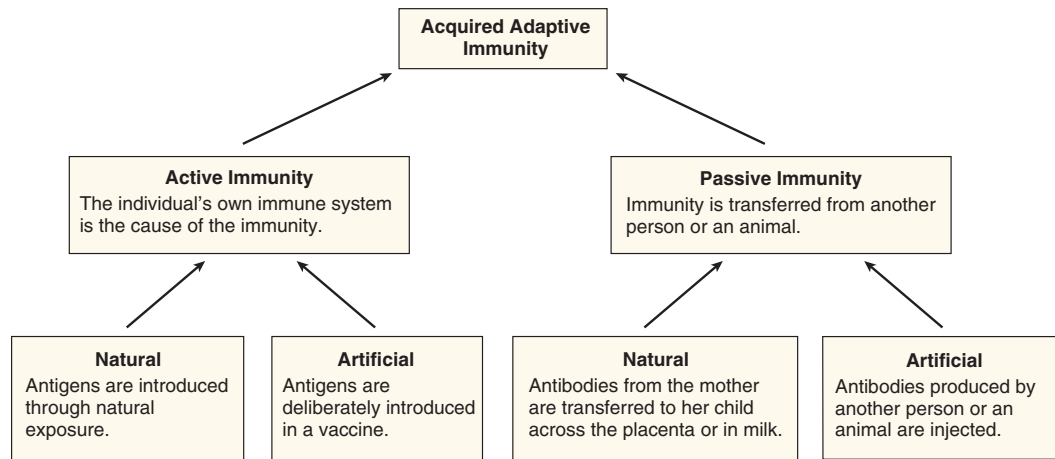 Acquired Adaptive
Immunity
Active Immunity
The individual's own immune system
is the cause of the immunity.
Passive Immunity
Immunity is transferred from another
person or an animal.
Natural
Antigens are introduced
through natural
exposure.
Artificial
Antigens are
deliberately introduced
in a vaccine.
Natural
Antibodies from the mother
are transferred to her child
across the placenta or in milk.
Artificial
Antibodies produced by
another person or an
animal are injected.